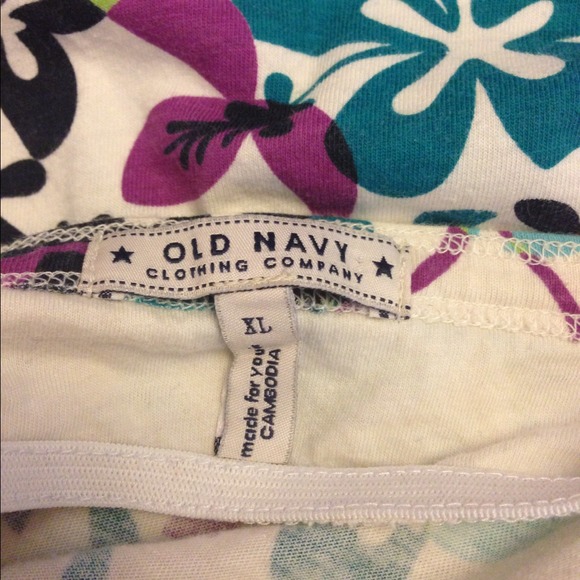 OLD NAVY
CLOTHING COMPANY
XL
made for you
CAMBODIA